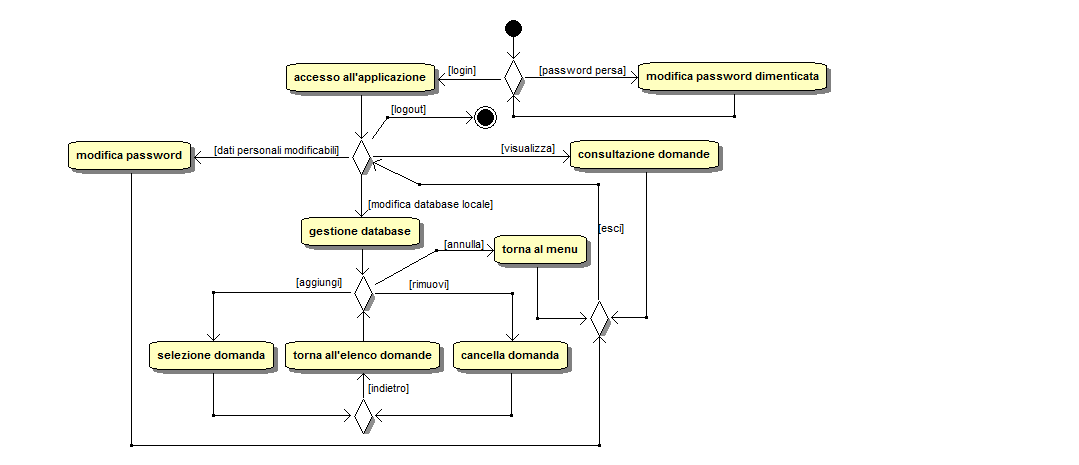 [login]
[password persa]
accesso all'applicazione
modifica password dimenticata
[logout]
modifica password
[dati personali modificabili]
[visualizza]
consultazione domande
[modifica database locale]
gestione database
[annulla]
torna al menu
[esci]
[aggiungi]
[rimuovi]
selezione domanda
torna all'elenco domande
cancella domanda
[indietro]